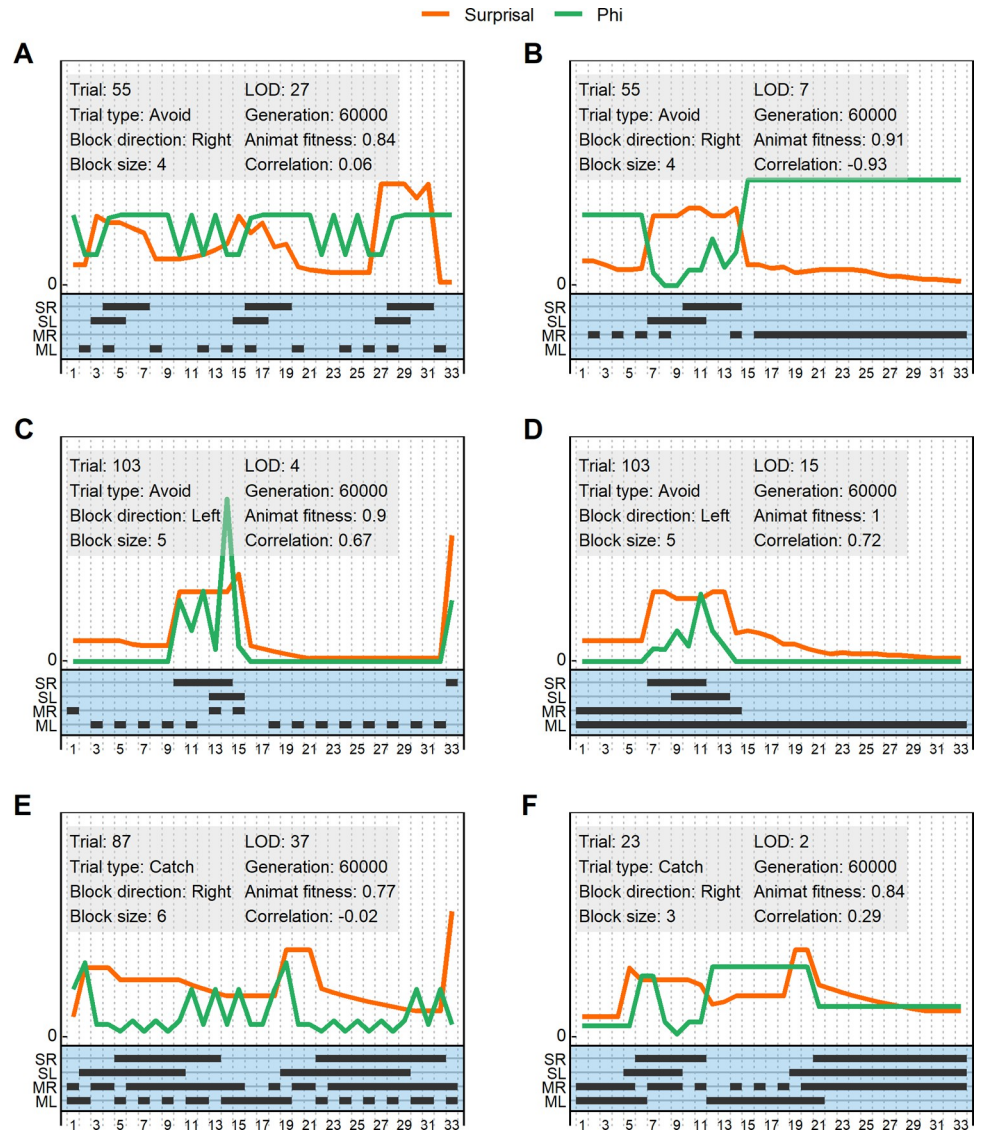 Surprisal Phi
A
Trial: 55 LOD: 27
Trial type: Avoid Generation: 60000
Block direction: Right Animat fitness: 0.84
Block size: 4 Correlation: 0.06
0
SR
SL
MR
ML
1 3 5 7 9 11 13 15 17 19 21 23 25 27 29 31 33
B
Trial: 55 LOD: 7
Trial type: Avoid Generation: 60000
Block direction: Right Animat fitness: 0.91
Block size: 4 Correlation: -0.93
0
SR
SL
MR
ML
1 3 5 7 9 11 13 15 17 19 21 23 25 27 29 31 33
C
Trial: 103 LOD: 4
Trial type: Avoid Generation: 60000
Block direction: Left Animat fitness: 0.9
Block size: 5 Correlation: 0.67
0
SR
SL
MR
ML
1 3 5 7 9 11 13 15 17 19 21 23 25 27 29 31 33
D
Trial: 103 LOD: 15
Trial type: Avoid Generation: 60000
Block direction: Left Animat fitness: 1
Block size: 5 Correlation: 0.72
0
SR
SL
MR
ML
1 3 5 7 9 11 13 15 17 19 21 23 25 27 29 31 33
E
Trial: 87 LOD: 37
Trial type: Catch Generation: 60000
Block direction: Right Animat fitness: 0.77
Block size: 6 Correlation: -0.02
0
SR
SL
MR
ML
1 3 5 7 9 11 13 15 17 19 21 23 25 27 29 31 33
F
Trial: 23 LOD: 2
Trial type: Catch Generation: 60000
Block direction: Right Animat fitness: 0.84
Block size: 3 Correlation: 0.29
0
SR
SL
MR
ML
1 3 5 7 9 11 13 15 17 19 21 23 25 27 29 31 33